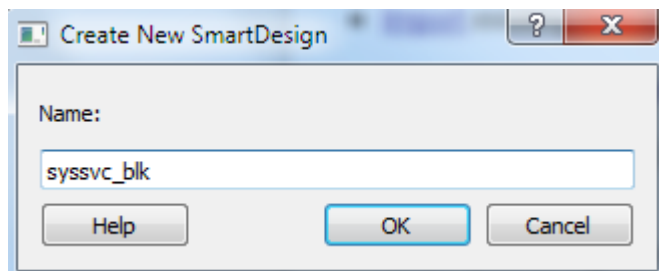 Create New SmartDesign
Name:
syssvc_blk
Help
OK
Cancel